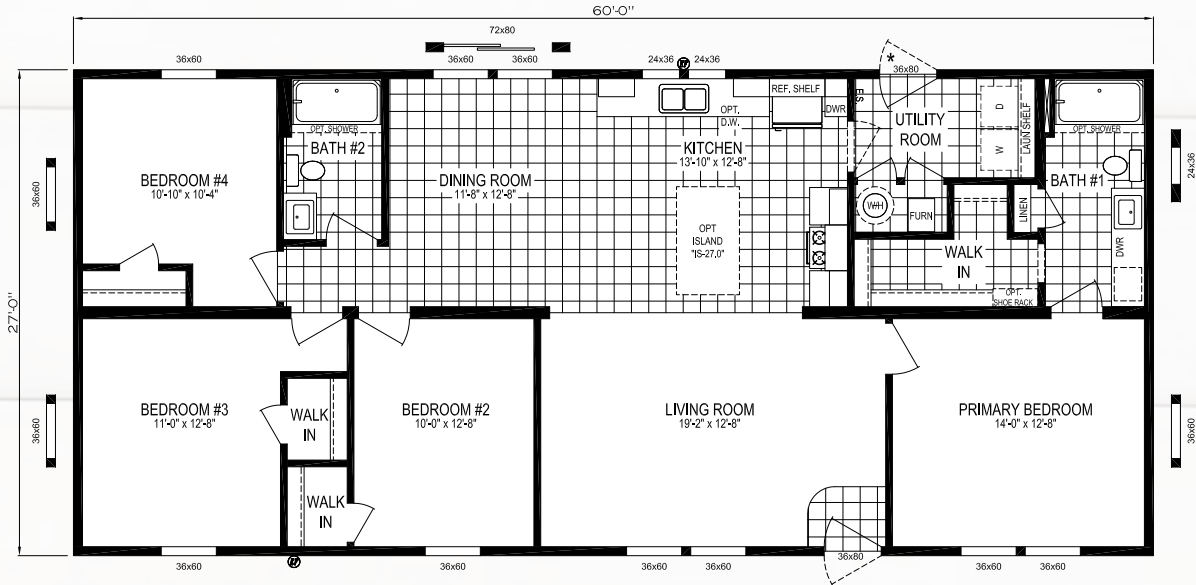 60'-0"
72x80
36x60
36x60
36x60
24x36
24x36
36x80
*
REF. SHELF
OPT. D.W.
DWR
E.S
UTILITY
ROOM
D
W
LAUN SHELF
OPT. SHOWER
BATH #2
OPT. SHOWER
BATH #1
24x36
36x60
BEDROOM #4
10'-10" x 10'-4"
DINING ROOM
11'-8" x 12'-8"
KITCHEN
13'-10" x 12'-8"
OPT
ISLAND
"IS-27.0"
W/H
FURN
LINEN
WALK
IN
DWR
OPT.
SHOE RACK
27'-0"
36x60
BEDROOM #3
11'-0" x 12'-8"
WALK
IN
BEDROOM #2
10'-0" x 12'-8"
LIVING ROOM
19'-2" x 12'-8"
PRIMARY BEDROOM
14'-0" x 12'-8"
36x60
WALK
IN
36x60
36x60
36x60
36x60
36x80
36x60
36x60